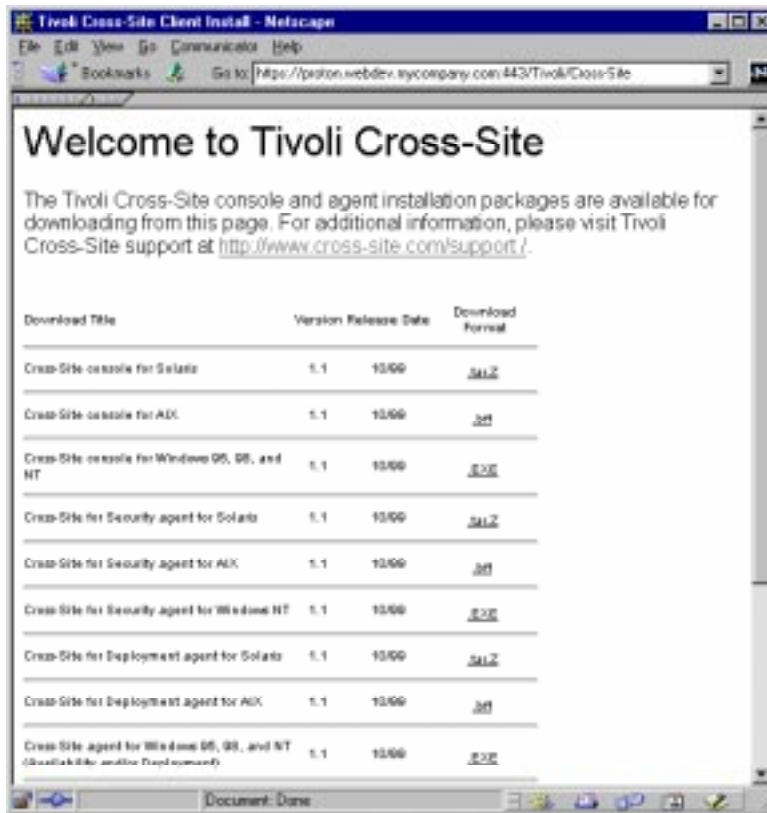 Tivoli Cross-Site Client Install - Netscape
File Edit View Go Communicator Help
Bookmarks Go to: https://proton.webdev.mycompany.com:443/Tivoli/Cross-Site
Welcome to Tivoli Cross-Site
The Tivoli Cross-Site console and agent installation packages are available for
downloading from this page. For additional information, please visit Tivoli
Cross-Site support at http://www.cross-site.com/support/.
Download Title Version Release Date Download
Format
Cross-Site console for Solaris 1.1 10/99 .tar.Z
Cross-Site console for AIX 1.1 10/99 .bff
Cross-Site console for Windows 95, 98, and
NT 1.1 10/99 .EXE
Cross-Site for Security agent for Solaris 1.1 10/99 .tar.Z
Cross-Site for Security agent for AIX 1.1 10/99 .bff
Cross-Site for Security agent for Windows NT 1.1 10/99 .EXE
Cross-Site for Deployment agent for Solaris 1.1 10/99 .tar.Z
Cross-Site for Deployment agent for AIX 1.1 10/99 .bff
Cross-Site agent for Windows 95, 98, and NT
(Availability and/or Deployment) 1.1 10/99 .EXE
Document: Done